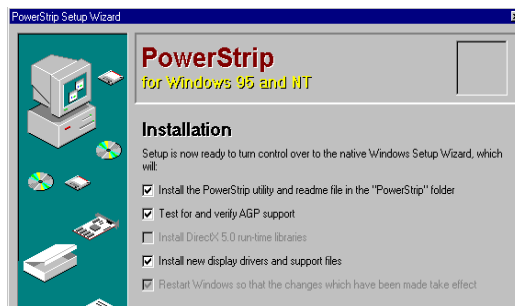 PowerStrip Setup Wizard
PowerStrip
for Windows 95 and NT
Installation
Setup is now ready to turn control over to the native Windows Setup Wizard, which
will:
Install the PowerStrip utility and readme file in the "PowerStrip" folder
Test for and verify AGP support
Install DirectX 5.0 run-time libraries
Install new display drivers and support files
Restart Windows so that the changes which have been made take effect